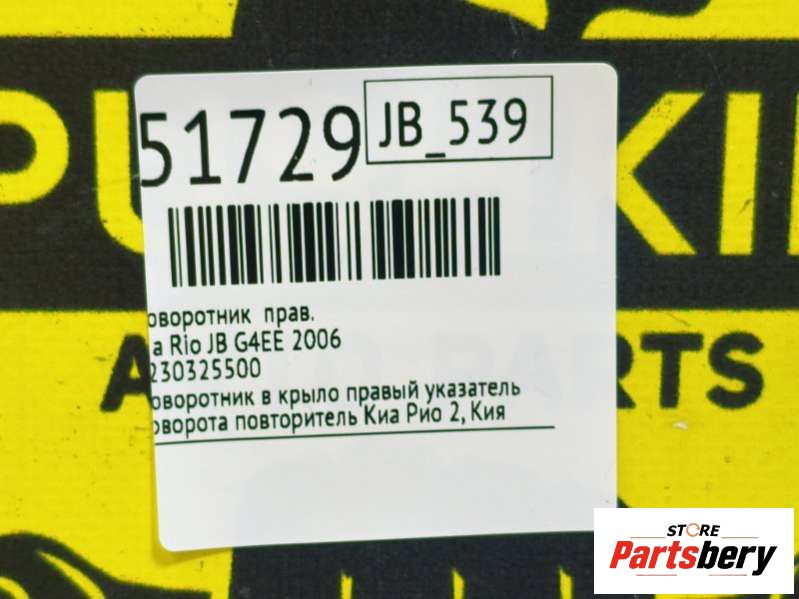 51729
JB_539
оворотник прав.
a Rio JB G4EE 2006
230325500
оворотник в крыло правый указатель
оворота повторитель Киа Рио 2, Кия
PARTS
STORE
Partsbery